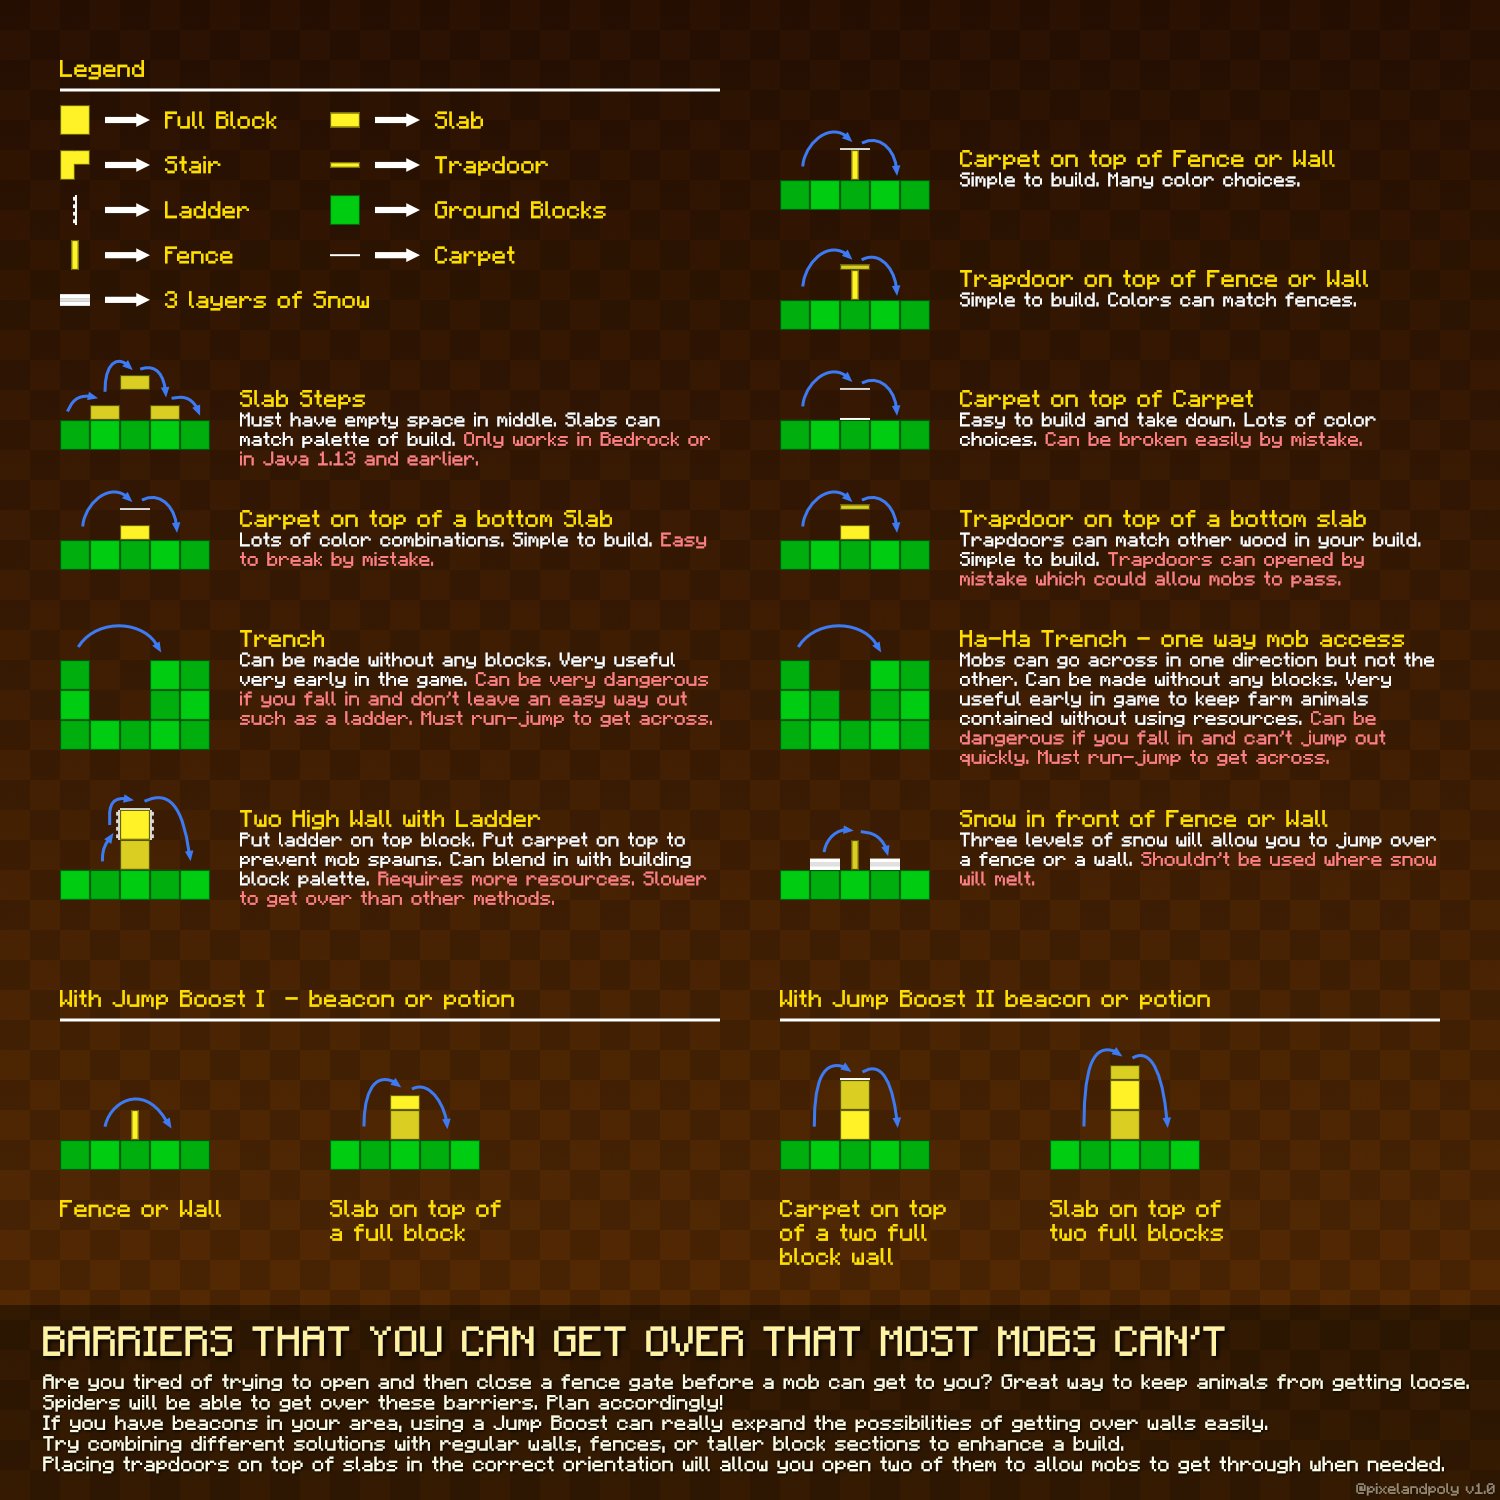 Legend
Full Block
Slab
Stair
Trapdoor
Ladder
Ground Blocks
Fence
Carpet
3 layers of Snow
Carpet on top of Fence or Wall
Simple to build. Many color choices.
Trapdoor on top of Fence or Wall
Simple to build. Colors can match fences.
Slab Steps
Must have empty space in middle. Slabs can
match palette of build. Only works in Bedrock or
in Java 1.13 and earlier.
Carpet on top of Carpet
Easy to build and take down. Lots of color
choices. Can be broken easily by mistake.
Carpet on top of a bottom Slab
Lots of color combinations. Simple to build. Easy
to break by mistake.
Trapdoor on top of a bottom slab
Trapdoors can match other wood in your build.
Simple to build. Trapdoors can opened by
mistake which could allow mobs to pass.
Trench
Can be made without any blocks. Very useful
very early in the game. Can be very dangerous
if you fall in and don't leave an easy way out
such as a ladder. Must run-jump to get across.
Ha-Ha Trench - one way mob access
Mobs can go across in one direction but not the
other. Can be made without any blocks. Very
useful early in game to keep farm animals
contained without using resources. Can be
dangerous if you fall in and can't jump out
quickly. Must run-jump to get across.
Two High Wall with Ladder
Put ladder on top block. Put carpet on top to
prevent mob spawns. Can blend in with building
block palette. Requires more resources. Slower
to get over than other methods.
Snow in front of Fence or Wall
Three levels of snow will allow you to jump over
a fence or a wall. Shouldn't be used where snow
will melt.
With Jump Boost I - beacon or potion
With Jump Boost II beacon or potion
Fence or Wall
Slab on top of
a full block
Carpet on top
of a two full
block wall
Slab on top of
two full blocks
BARRIERS THAT YOU CAN GET OVER THAT MOST MOBS CAN'T
Are you tired of trying to open and then close a fence gate before a mob can get to you? Great way to keep animals from getting loose.
Spiders will be able to get over these barriers. Plan accordingly!
If you have beacons in your area, using a Jump Boost can really expand the possibilities of getting over walls easily.
Try combining different solutions with regular walls, fences, or taller block sections to enhance a build.
Placing trapdoors on top of slabs in the correct orientation will allow you open two of them to allow mobs to get through when needed.
@pixelandpoly v1.0